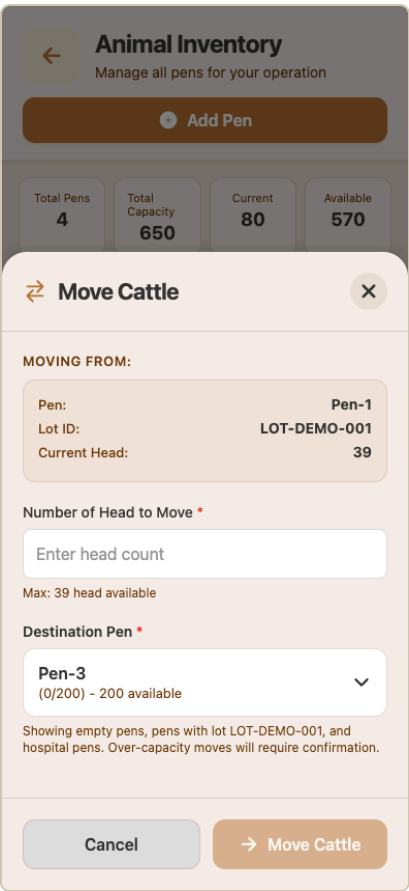 Animal Inventory
Manage all pens for your operation
Add Pen
Total Pens
4
Total
Capacity
650
Current
80
Available
570
Move Cattle
MOVING FROM:
Pen: Pen-1
Lot ID: LOT-DEMO-001
Current Head: 39
Number of Head to Move *
Enter head count
Max: 39 head available
Destination Pen *
Pen-3
(0/200) - 200 available
Showing empty pens, pens with lot LOT-DEMO-001, and
hospital pens. Over-capacity moves will require confirmation.
Cancel
Move Cattle